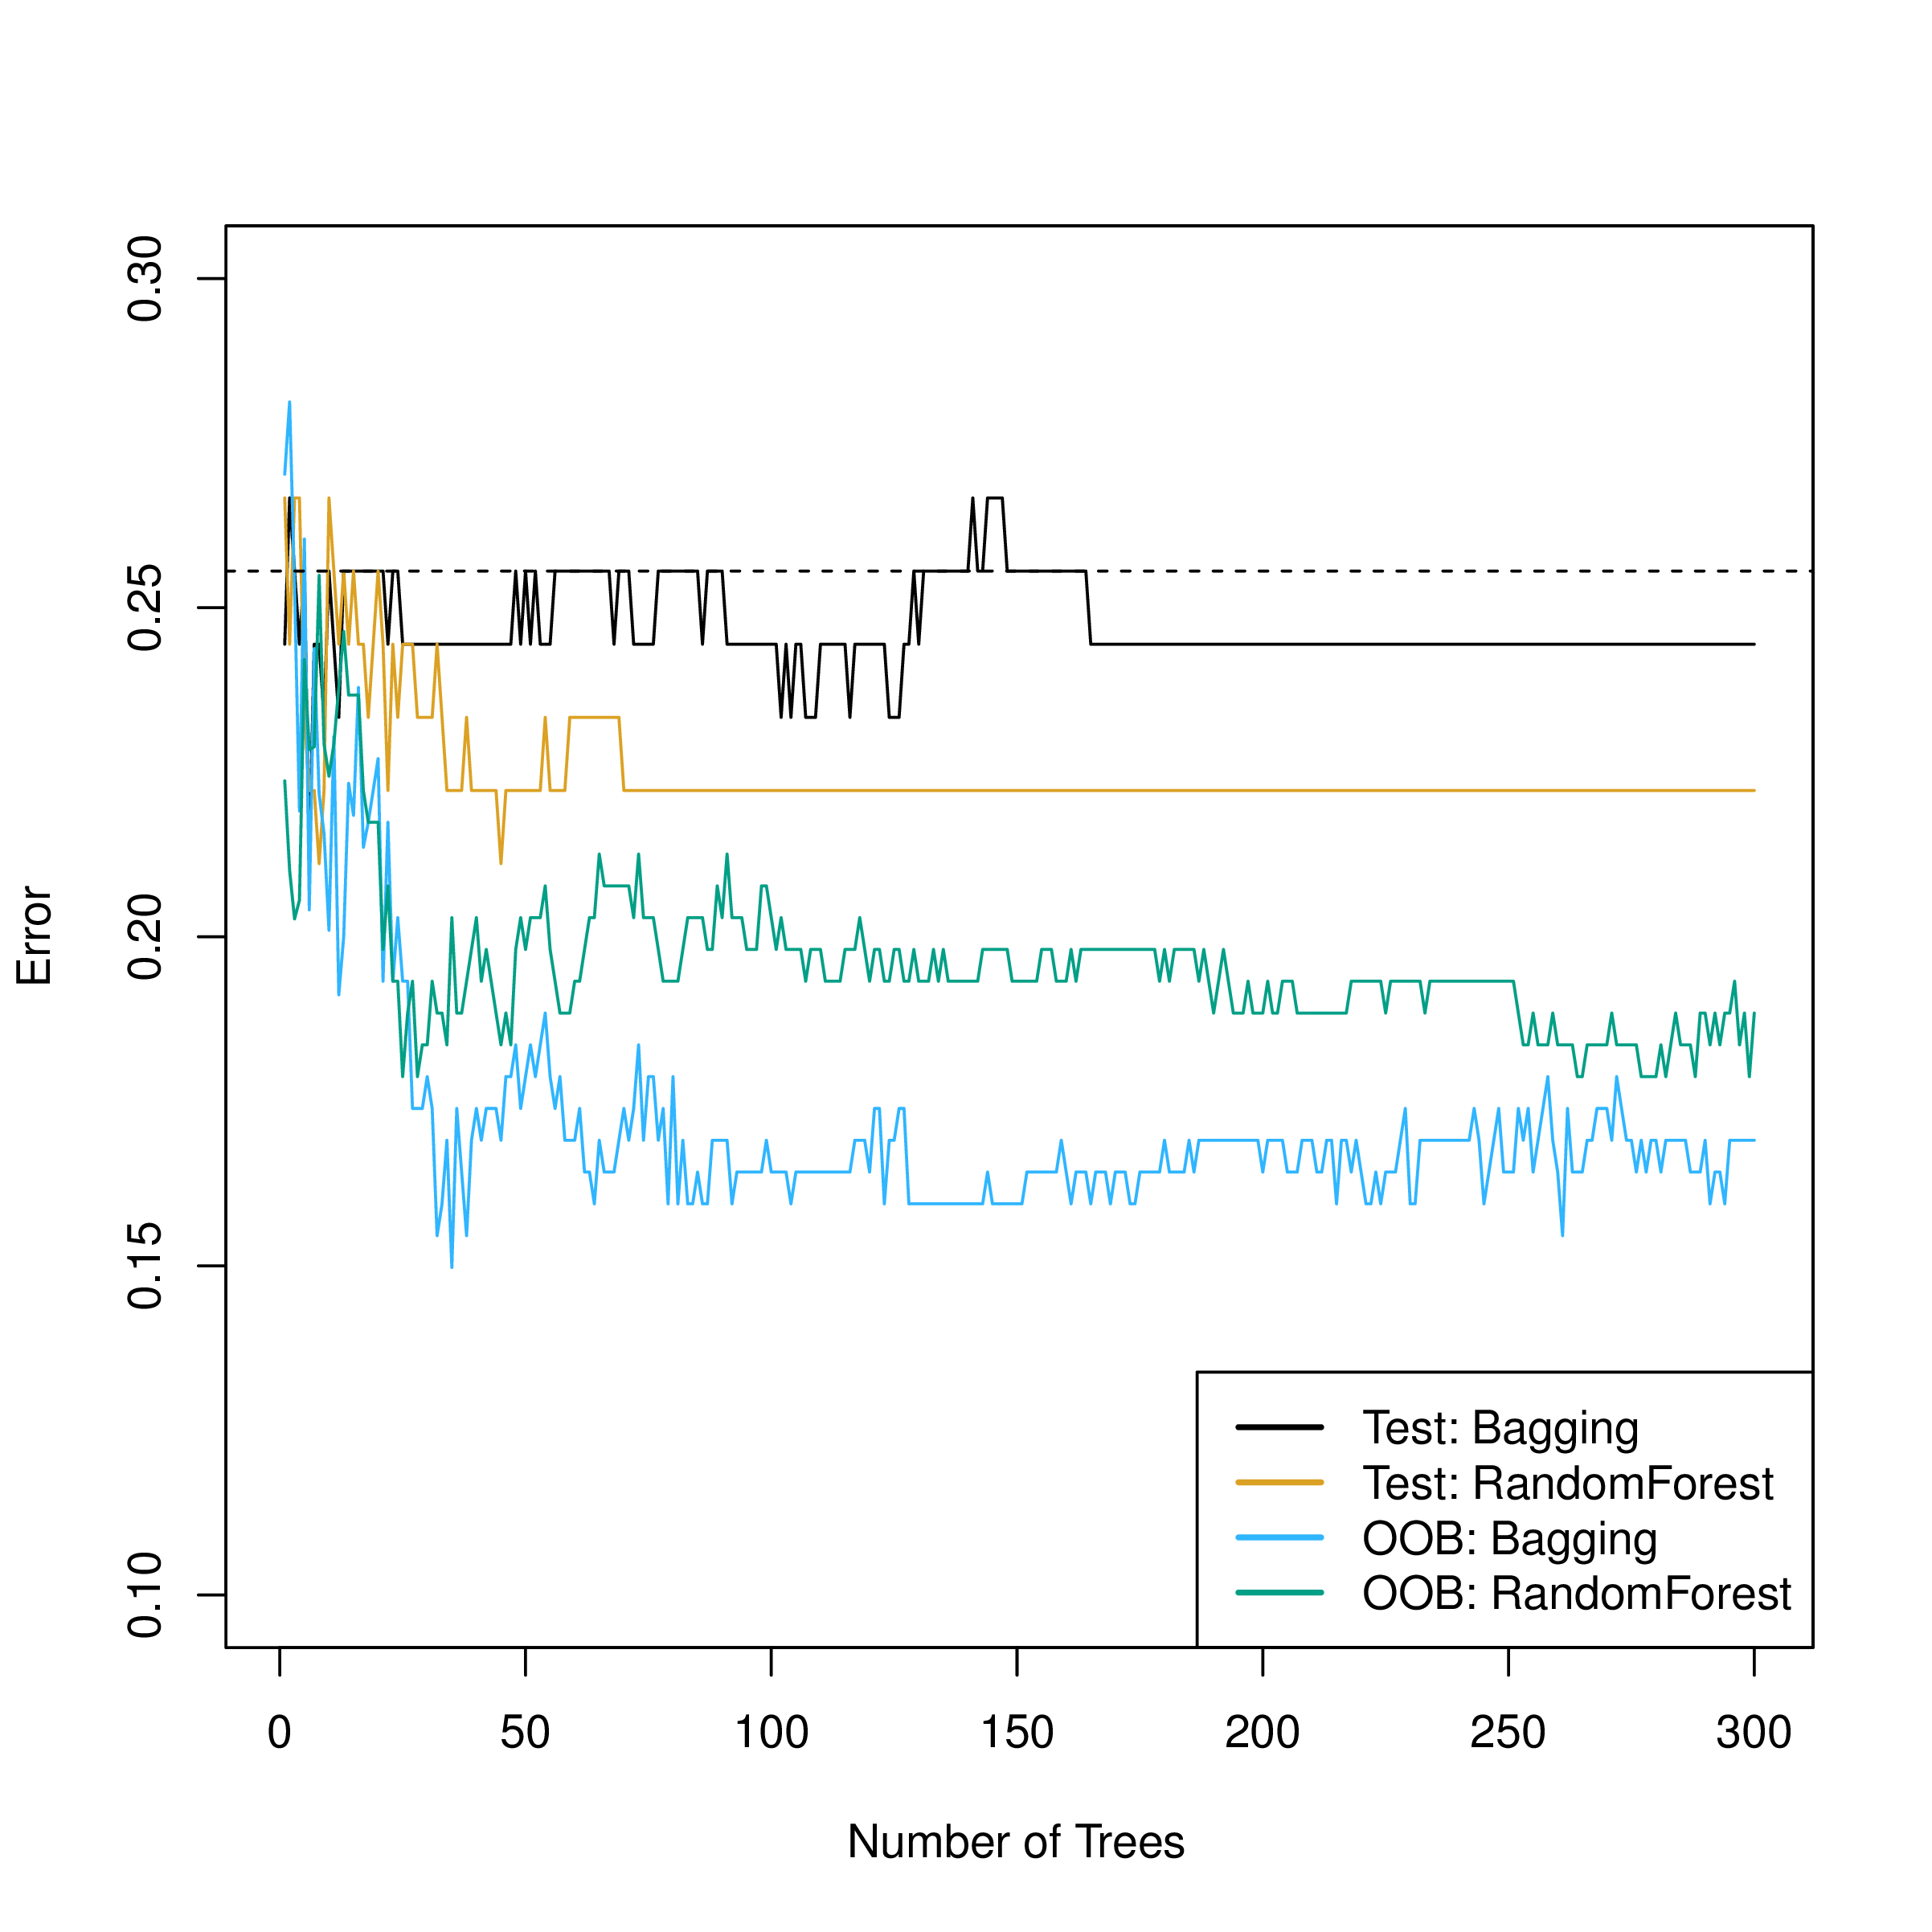 0.30
0.25
0.20
0.15
0.10
Error
0 50 100 150 200 250 300
Number of Trees
Test: Bagging
Test: RandomForest
OOB: Bagging
OOB: RandomForest